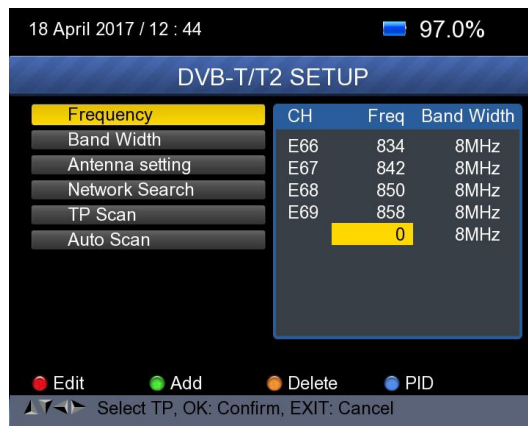 18 April 2017 / 12 : 44 97.0%
DVB-T/T2 SETUP
Frequency
Band Width
Antenna setting
Network Search
TP Scan
Auto Scan
CH Freq Band Width
E66 834 8MHz
E67 842 8MHz
E68 850 8MHz
E69 858 8MHz
0 8MHz
Edit Add Delete PID
Select TP, OK: Confirm, EXIT: Cancel